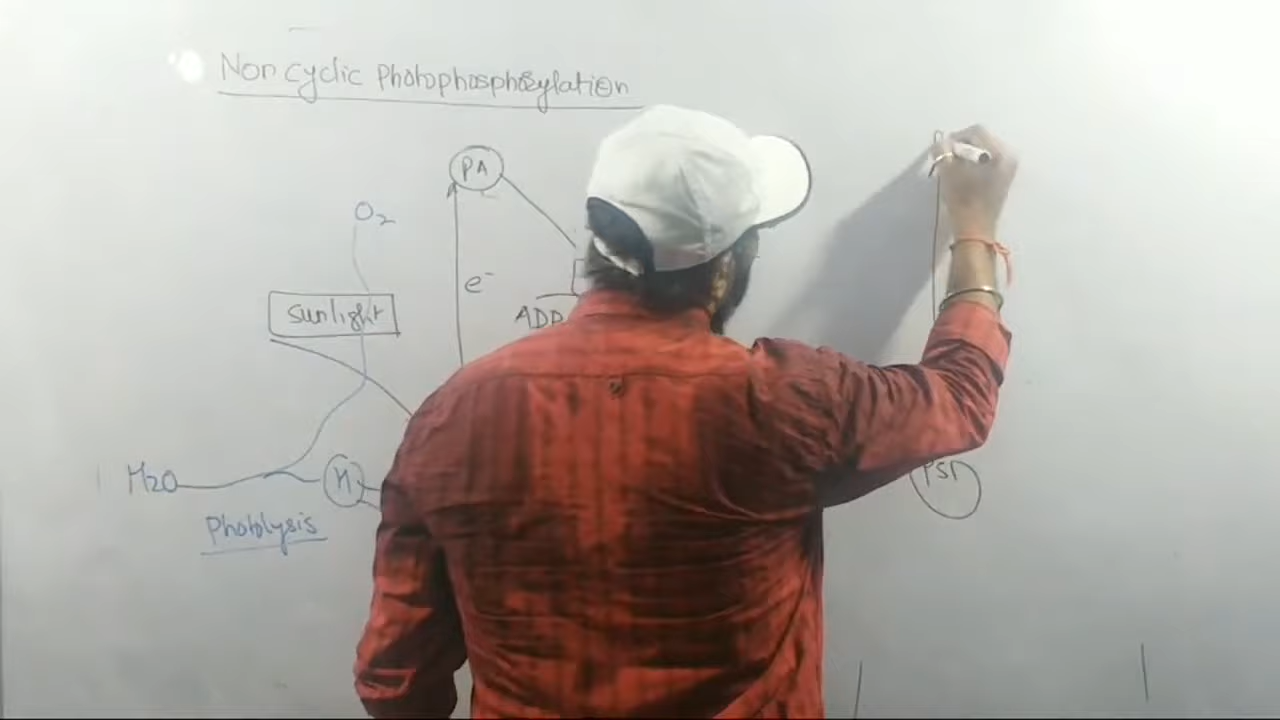 Non cyclic Photophosphorylation
PA
O2
e-
Sunlight
ADP
H2O
M
PSI
Photolysis